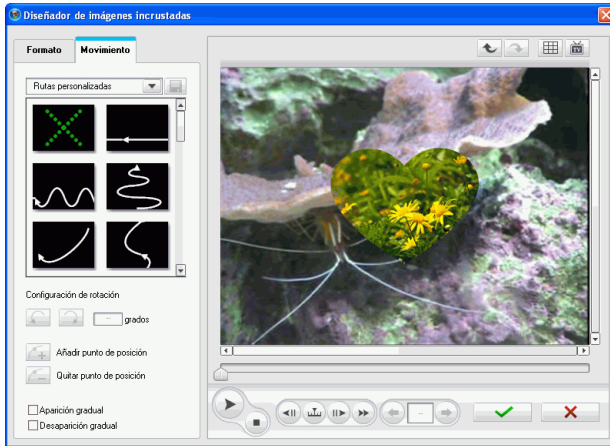 Diseñador de imágenes incrustadas
Formato Movimiento
Rutas personalizadas
TV
Configuración de rotación
-- grados
Añadir punto de posición
Quitar punto de posición
Aparición gradual
Desaparición gradual
--